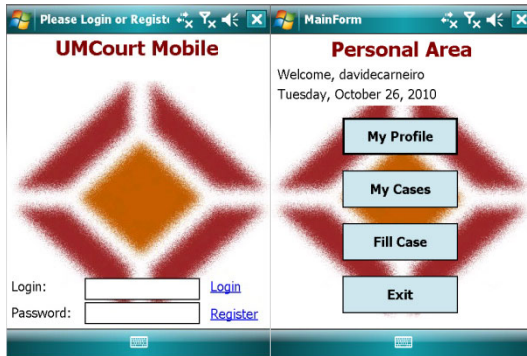 Please Login or Registe
UMCourt Mobile
Login:
Login
Password:
Register
MainForm
Personal Area
Welcome, davidecarneiro
Tuesday, October 26, 2010
My Profile
My Cases
Fill Case
Exit